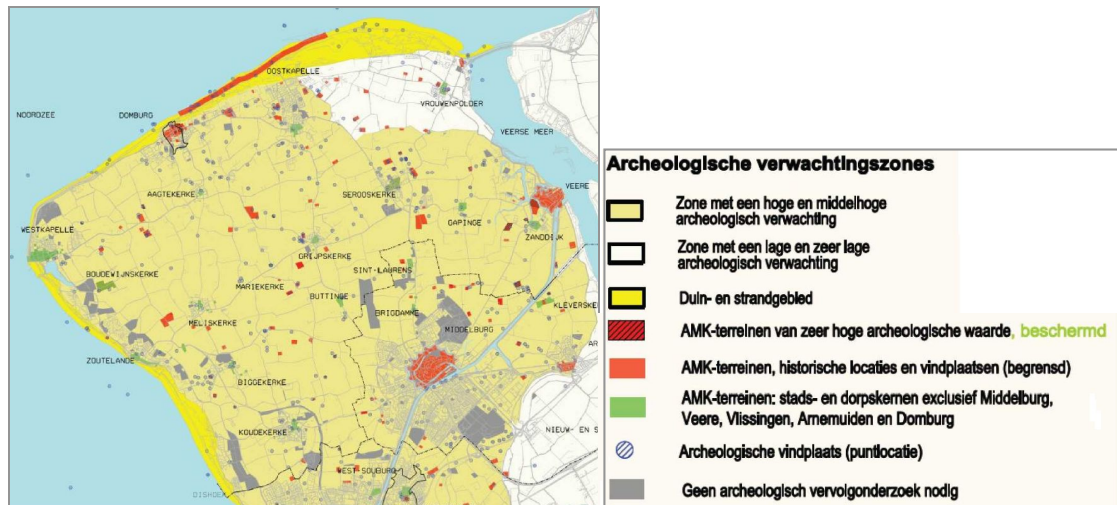 OOSTKAPELLE
VROUWENPOLDER
NOORDZEE
DOMBURG
VEERSE MEER
AAGTEKERKE
SEROOSKERKE
VEERE
GAPINGE
WESTKAPELLE
ZANDDIJK
GRIJPSKERKE
BOUDEWIJNSKERKE
SINT-LAURENS
MARIEKERKE
BUTTINGE
KLEVERSKE
BRIGDAMME
MIDDELBURG
MELISKERKE
AR
ZOUTELANDE
BIGGEKERKE
KOUDEKERKE
NIEUW- EN S
WEST-SOUBURG
DISHOEK
Archeologische verwachtingszones
Zone met een hoge en middelhoge
archeologisch verwachting
Zone met een lage en zeer lage
archeologisch verwachting
Duin- en strandgebied
AMK-terreinen van zeer hoge archeologische waarde, beschermd
AMK-terreinen, historische locaties en vindplaatsen (begrensd)
AMK-terreinen: stads- en dorpskernen exclusief Middelburg,
Veere, Vlissingen, Arnemuiden en Domburg
Archeologische vindplaats (puntlocatie)
Geen archeologisch vervolgonderzoek nodig